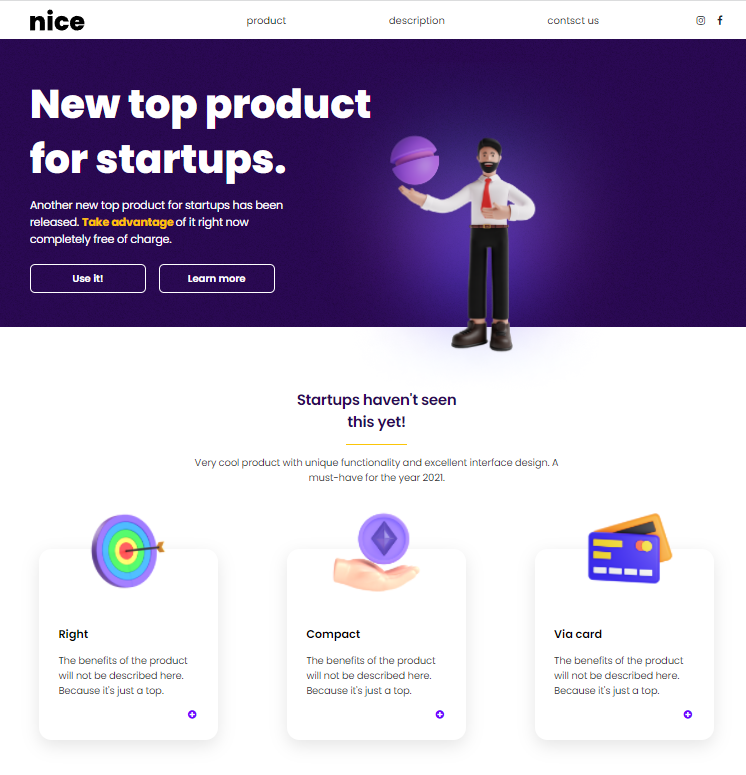 nice
product
description
contsct us
New top product
for startups.
Another new top product for startups has been
released. Take advantage of it right now
completely free of charge.
Use it!
Learn more
Startups haven't seen
this yet!
Very cool product with unique functionality and excellent interface design. A
must-have for the year 2021.
Right
The benefits of the product
will not be described here.
Because it's just a top.
Compact
The benefits of the product
will not be described here.
Because it's just a top.
Via card
The benefits of the product
will not be described here.
Because it's just a top.